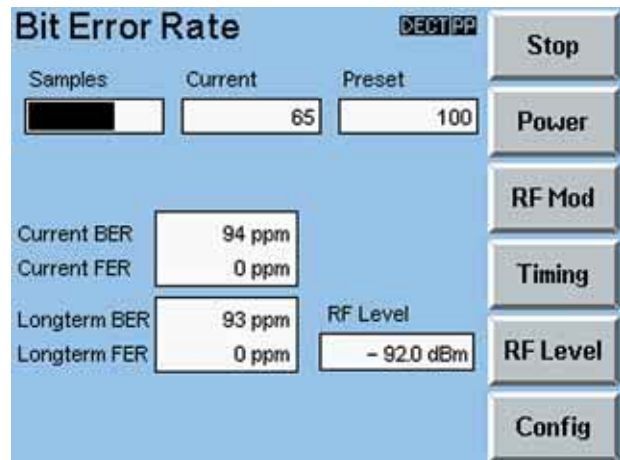 Bit Error Rate
DECT PP
Samples
Current
Preset
65
100
Current BER
94 ppm
Current FER
0 ppm
Longterm BER
93 ppm
Longterm FER
0 ppm
RF Level
– 92.0 dBm
Stop
Power
RF Mod
Timing
RF Level
Config